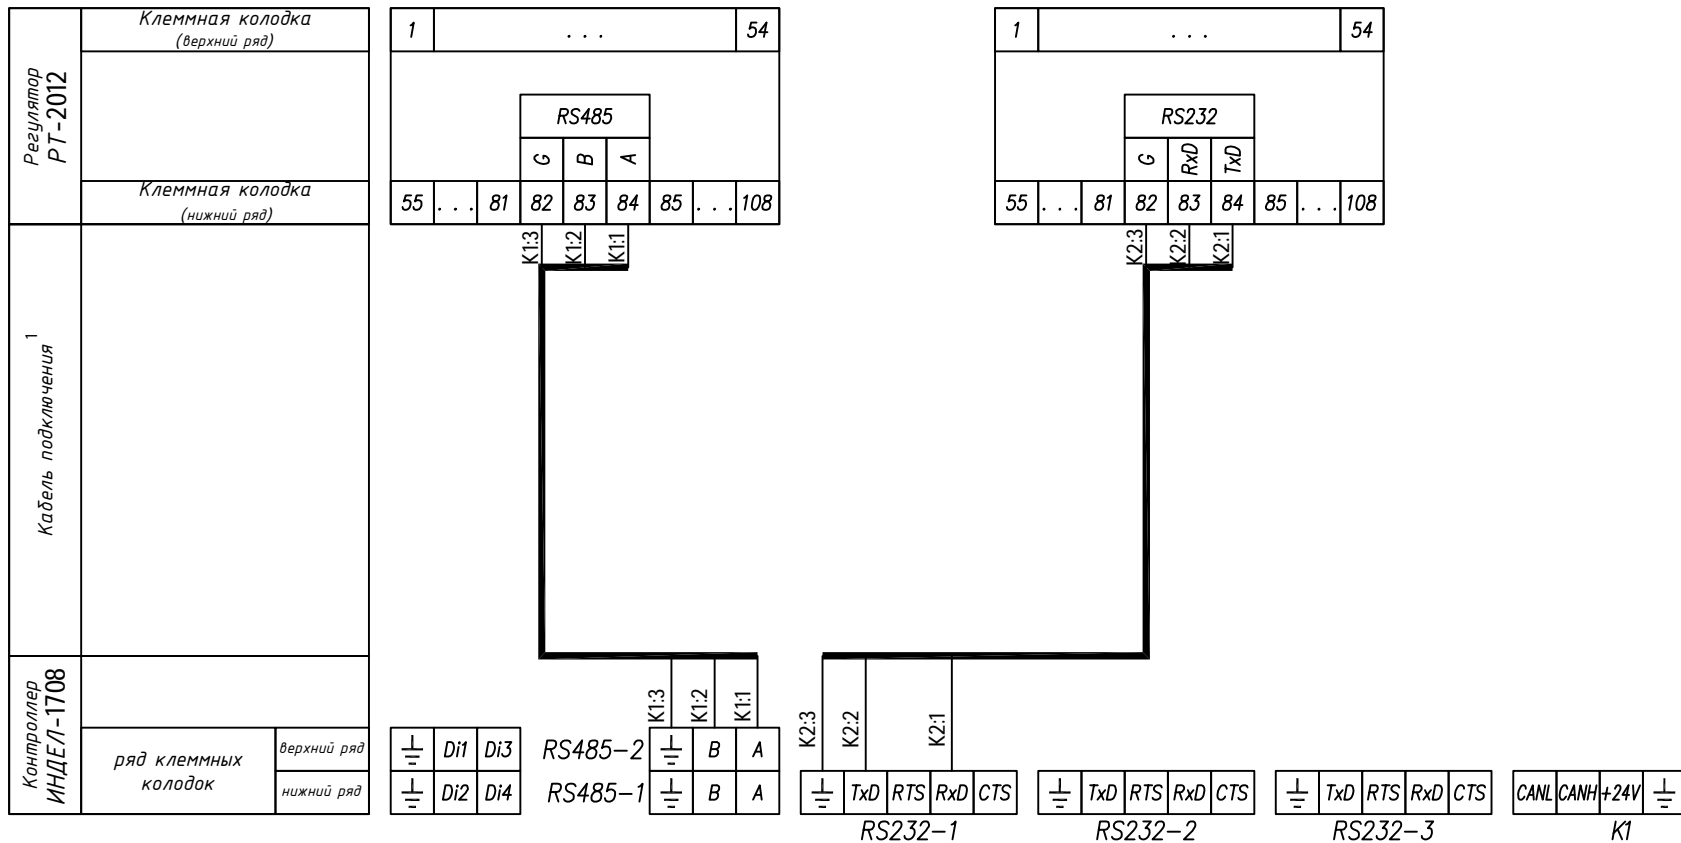 Регулятор
РТ-2012
Клеммная колодка
(верхний ряд)
Клеммная колодка
(нижний ряд)
1 . . . 54
RS485
G B A
55 . . . 81 82 83 84 85 . . . 108
1 . . . 54
RS232
G RxD TxD
55 . . . 81 82 83 84 85 . . . 108
K1:3 K1:2 K1:1
K2:3 K2:2 K2:1
Кабель подключения 1
Контроллер
ИНДЕЛ-1708
ряд клеммных
колодок
верхний ряд
нижний ряд
K1:3 K1:2 K1:1
K2:3 K2:2 K2:1
Di1 Di3
RS485-2 B A
Di2 Di4
RS485-1 B A
TxD RTS RxD CTS
RS232-1
TxD RTS RxD CTS
RS232-2
TxD RTS RxD CTS
RS232-3
CANL CANH +24V
K1